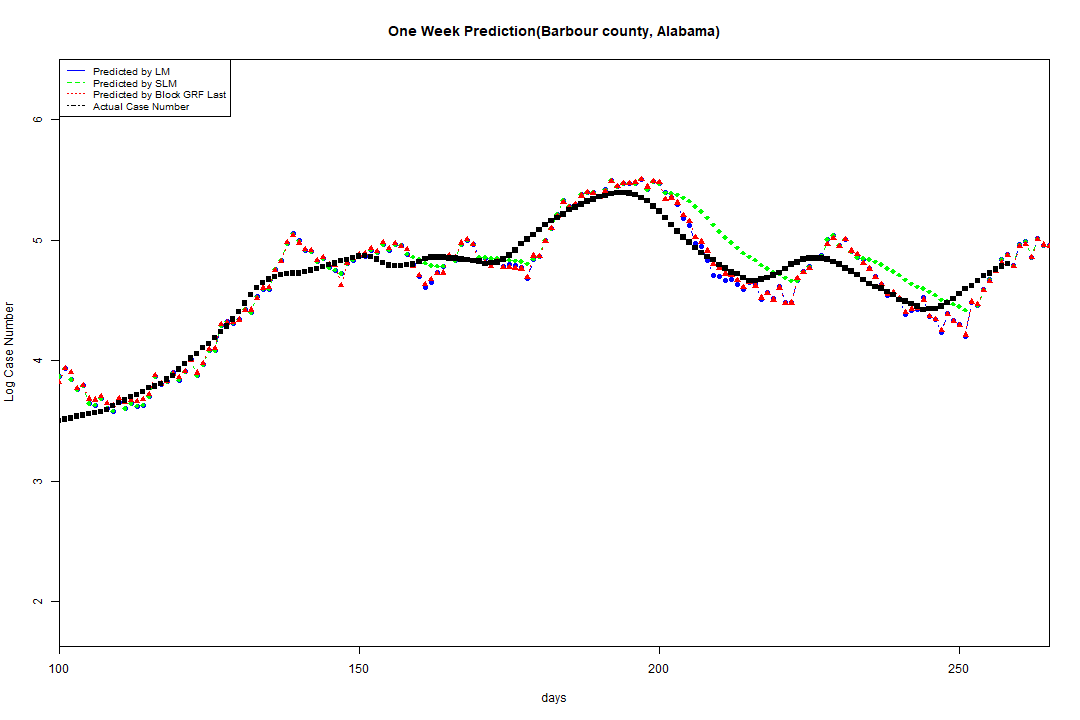 One Week Prediction(Barbour county, Alabama)
Predicted by LM
Predicted by SLM
Predicted by Block GRF Last
Actual Case Number
6
5
4
3
2
Log Case Number
100 150 200 250
days